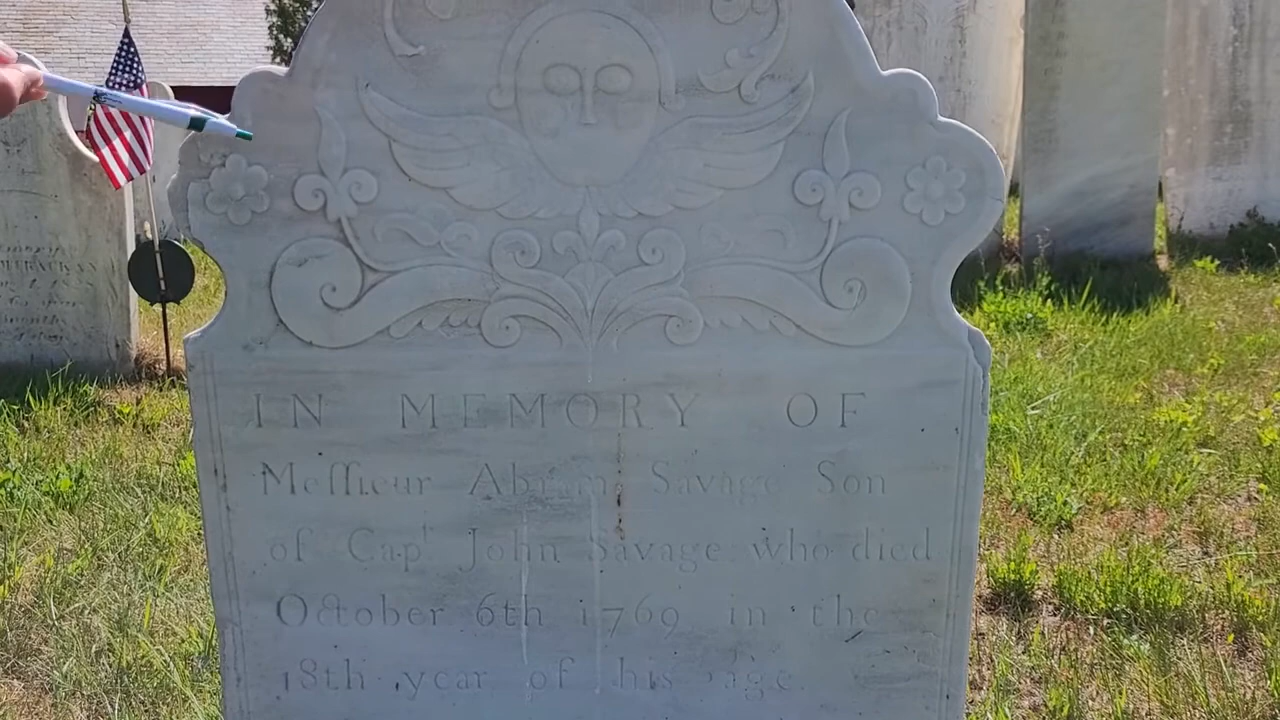 IN MEMORY OF
Meſſieur Abram Savage Son
of Capt John Savage who died
October 6th 1769 in the
18th year of his age.